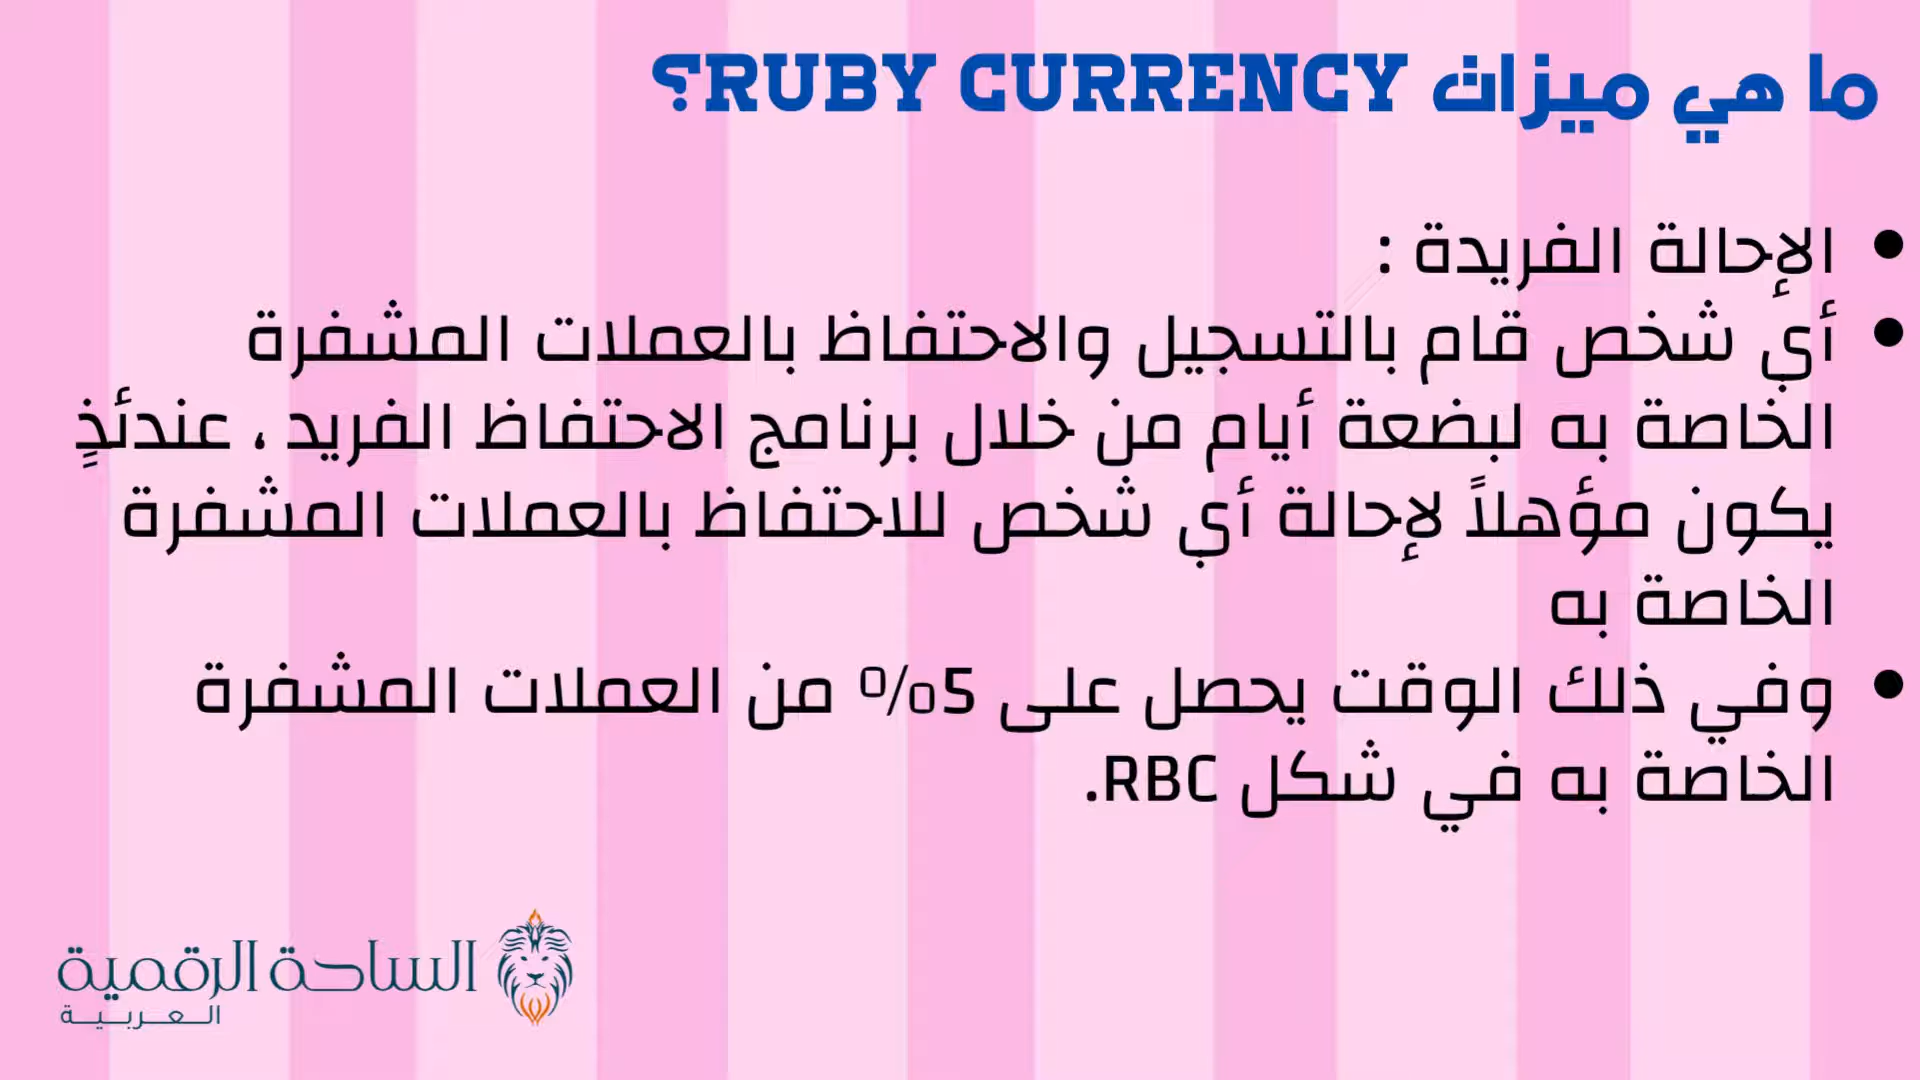 ما هي ميزات RUBY CURRENCY؟
• الإحالة الفريدة :
• أي شخص قام بالتسجيل والاحتفاظ بالعملات المشفرة
الخاصة به لبضعة أيام من خلال برنامج الاحتفاظ الفريد ، عندئذٍ
يكون مؤهلاً لإحالة أي شخص للاحتفاظ بالعملات المشفرة
الخاصة به
• وفي ذلك الوقت يحصل على 5% من العملات المشفرة
الخاصة به في شكل RBC.
الساحة الرقمية
العربية